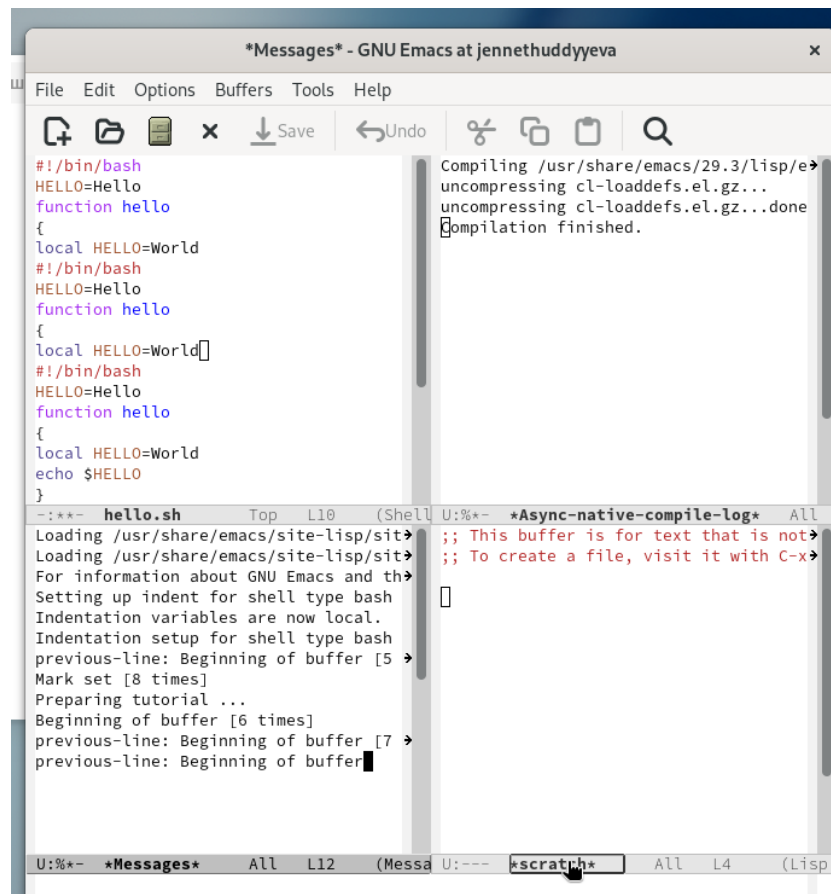 *Messages* - GNU Emacs at jennethuddyyeva
File Edit Options Buffers Tools Help
Save Undo
#!/bin/bash
HELLO=Hello
function hello
{
local HELLO=World
#!/bin/bash
HELLO=Hello
function hello
{
local HELLO=World
#!/bin/bash
HELLO=Hello
function hello
{
local HELLO=World
echo $HELLO
}
-:**- hello.sh Top L10 (Shell
Compiling /usr/share/emacs/29.3/lisp/e
uncompressing cl-loaddefs.el.gz...
uncompressing cl-loaddefs.el.gz...done
Compilation finished.
U:%*- *Async-native-compile-log* All
Loading /usr/share/emacs/site-lisp/sit
Loading /usr/share/emacs/site-lisp/sit
For information about GNU Emacs and th
Setting up indent for shell type bash
Indentation variables are now local.
Indentation setup for shell type bash
previous-line: Beginning of buffer [5
Mark set [8 times]
Preparing tutorial ...
Beginning of buffer [6 times]
previous-line: Beginning of buffer [7
previous-line: Beginning of buffer
U:%*- *Messages* All L12 (Messa
;; This buffer is for text that is not
;; To create a file, visit it with C-x
U:--- *scratch* All L4 (Lisp